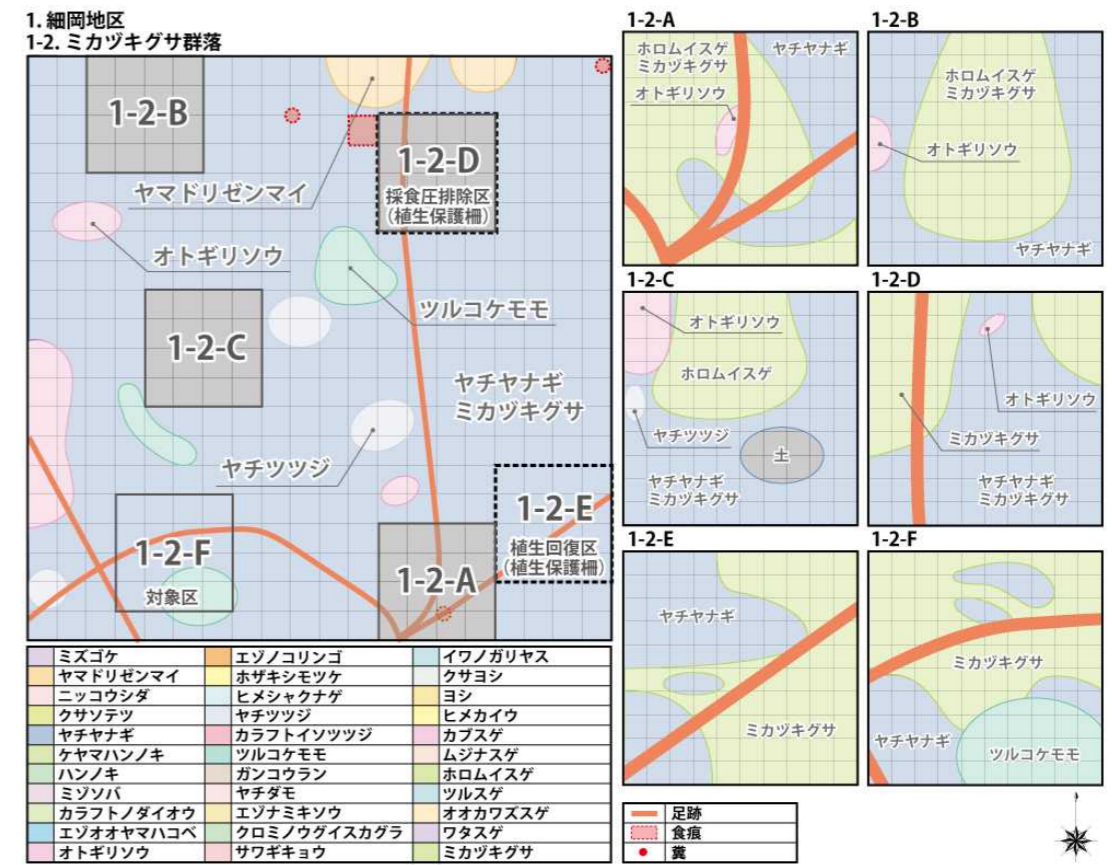 1. 細岡地区
1-2. ミカヅキグサ群落
1-2-B
1-2-D
採食圧排除区
(植生保護柵)
ヤマドリゼンマイ
オトギリソウ
ツルコケモモ
1-2-C
ヤチヤナギ
ミカヅキグサ
ヤチツツジ
1-2-E
植生回復区
(植生保護柵)
1-2-F
対象区
1-2-A
1-2-A
ホロムイスゲ
ミカヅキグサ
ヤチヤナギ
オトギリソウ
1-2-B
ホロムイスゲ
ミカヅキグサ
オトギリソウ
ヤチヤナギ
1-2-C
オトギリソウ
ホロムイスゲ
ヤチツツジ
土
ヤチヤナギ
ミカヅキグサ
1-2-D
オトギリソウ
ミカヅキグサ
ヤチヤナギ
ミカヅキグサ
1-2-E
ヤチヤナギ
ミカヅキグサ
1-2-F
ミカヅキグサ
ヤチヤナギ
ツルコケモモ
ミズゴケ エゾノコリンゴ イワノガリヤス
ヤマドリゼンマイ ホザキシモツケ クサヨシ
ニッコウシダ ヒメシャクナゲ ヨシ
クサソテツ ヤチツツジ ヒメカイウ
ヤチヤナギ カラフトイソツツジ カブスゲ
ケヤマハンノキ ツルコケモモ ムジナスゲ
ハンノキ ガンコウラン ホロムイスゲ
ミゾソバ ヤチダモ ツルスゲ
カラフトノダイオウ エゾナミキソウ オオカワズスゲ
エゾオオヤマハコベ クロミノウグイスカグラ ワタスゲ
オトギリソウ サワギキョウ ミカヅキグサ
足跡
食痕
糞